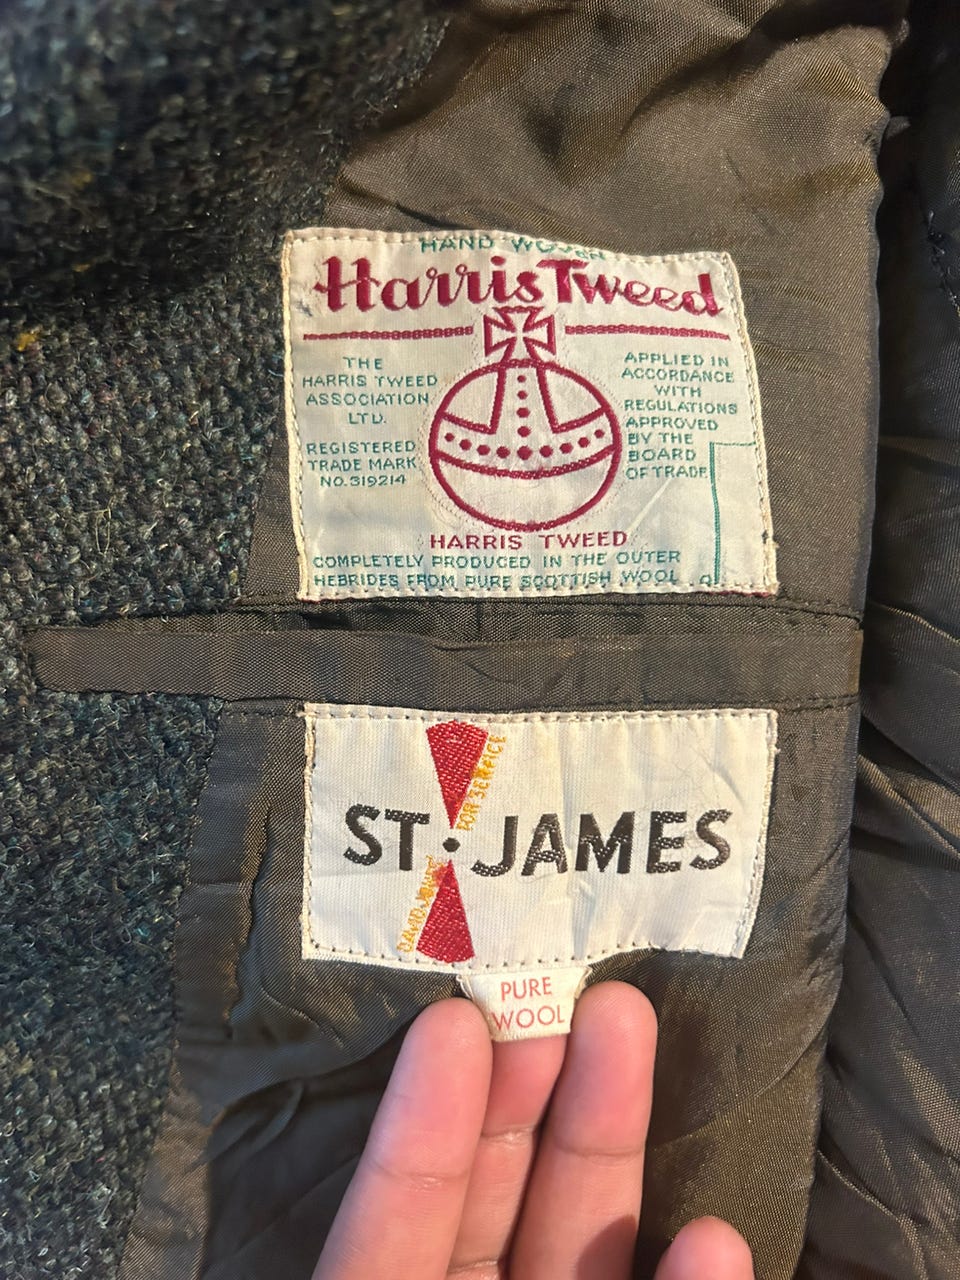 HAND WOVEN
Harris Tweed
THE
HARRIS TWEED
ASSOCIATION
LTD.
REGISTERED
TRADE MARK
NO. 319214
APPLIED IN
ACCORDANCE
WITH
REGULATIONS
APPROVED
BY THE
BOARD
OF TRADE
HARRIS TWEED
COMPLETELY PRODUCED IN THE OUTER
HEBRIDES FROM PURE SCOTTISH WOOL
FOR SERVICE
ST·JAMES
DAVID JONES
PURE
WOOL